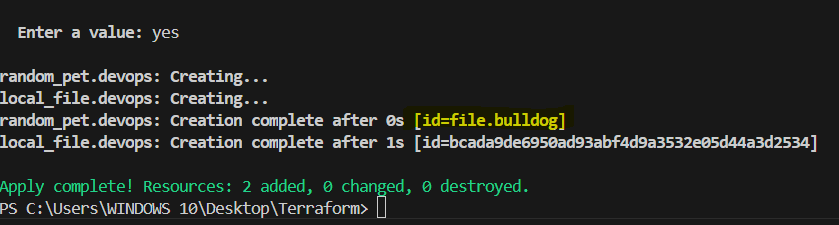 Enter a value: yes
random_pet.devops: Creating...
local_file.devops: Creating...
random_pet.devops: Creation complete after 0s [id=file.bulldog]
local_file.devops: Creation complete after 1s [id=bcada9de6950ad93abf4d9a3532e05d44a3d2534]
Apply complete! Resources: 2 added, 0 changed, 0 destroyed.
PS C:\Users\WINDOWS 10\Desktop\Terraform>